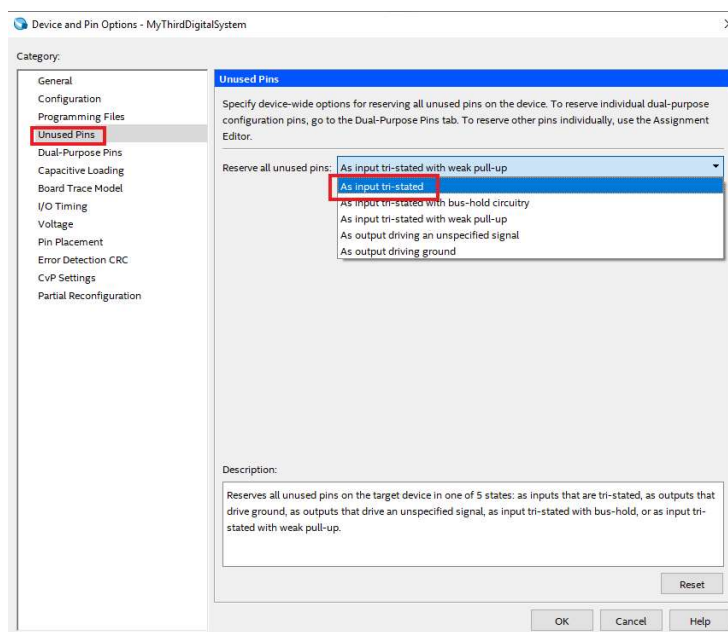 Device and Pin Options - MyThirdDigitalSystem
Category:
General
Configuration
Programming Files
Unused Pins
Dual-Purpose Pins
Capacitive Loading
Board Trace Model
I/O Timing
Voltage
Pin Placement
Error Detection CRC
CvP Settings
Partial Reconfiguration
Unused Pins
Specify device-wide options for reserving all unused pins on the device. To reserve individual dual-purpose
configuration pins, go to the Dual-Purpose Pins tab. To reserve other pins individually, use the Assignment
Editor.
Reserve all unused pins: As input tri-stated with weak pull-up
As input tri-stated
As input tri-stated with bus-hold circuitry
As input tri-stated with weak pull-up
As output driving an unspecified signal
As output driving ground
Description:
Reserves all unused pins on the target device in one of 5 states: as inputs that are tri-stated, as outputs that
drive ground, as outputs that drive an unspecified signal, as input tri-stated with bus-hold, or as input tri-
stated with weak pull-up.
Reset
OK Cancel Help